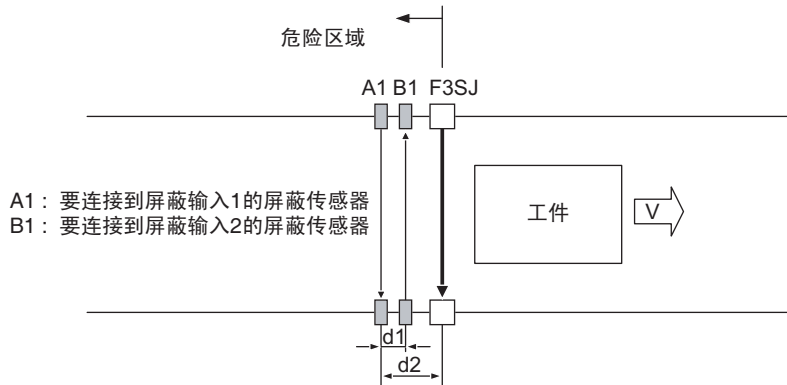 危险区域
A1 B1 F3SJ
A1 : 要连接到屏蔽输入1的屏蔽传感器
B1 : 要连接到屏蔽输入2的屏蔽传感器
工件
V
d1
d2